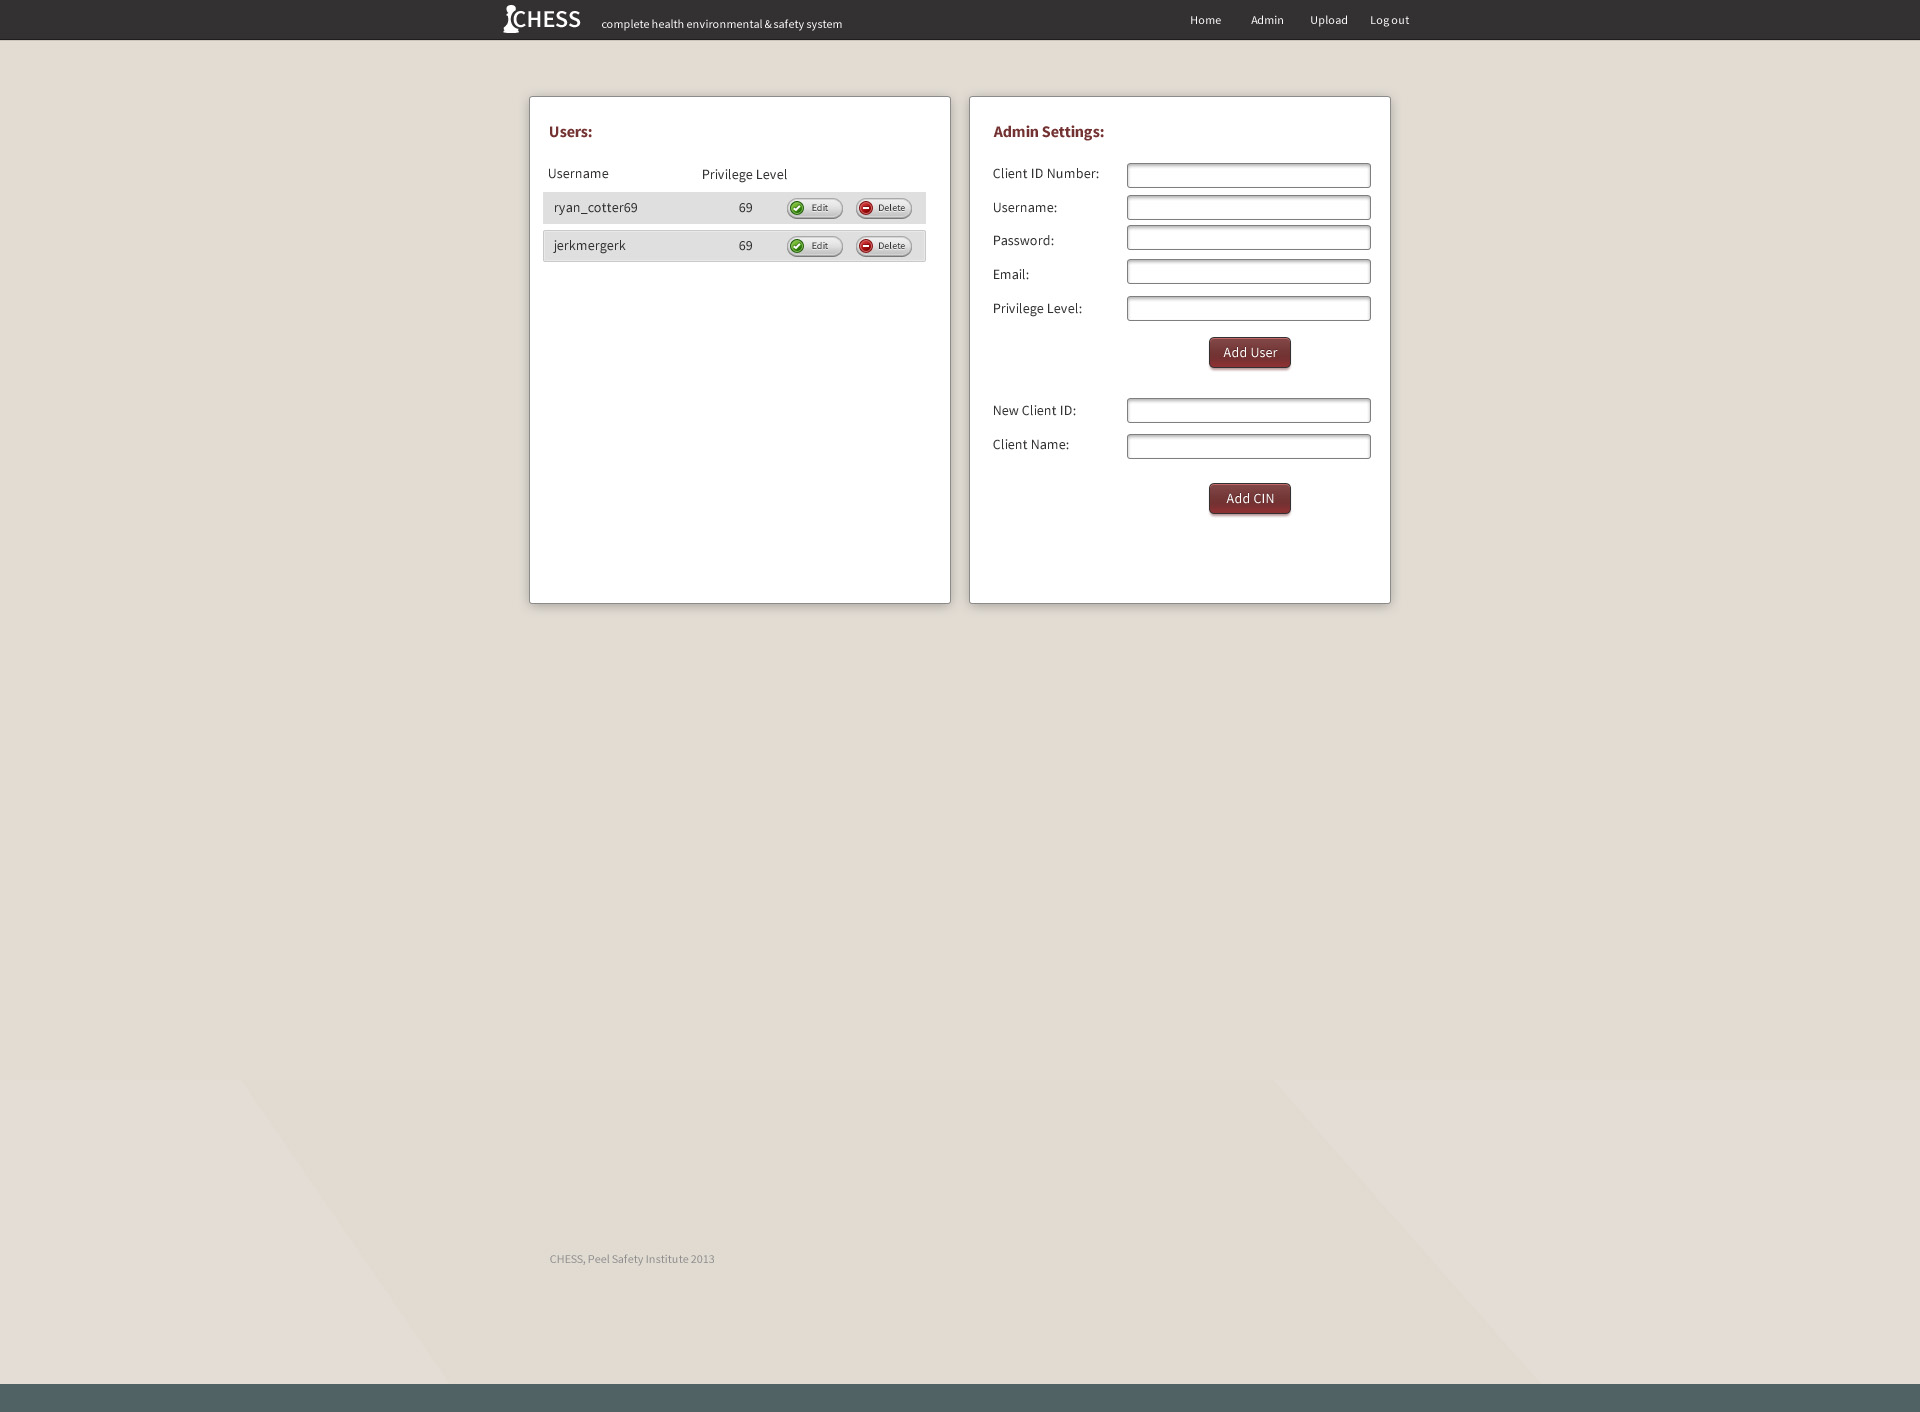 CHESS complete health environmental & safety system Home Admin Upload Log out
Users:
Username Privilege Level
ryan_cotter69 69 Edit Delete
jerkmergerk 69 Edit Delete
Admin Settings:
Client ID Number:
Username:
Password:
Email:
Privilege Level:
Add User
New Client ID:
Client Name:
Add CIN
CHESS, Peel Safety Institute 2013